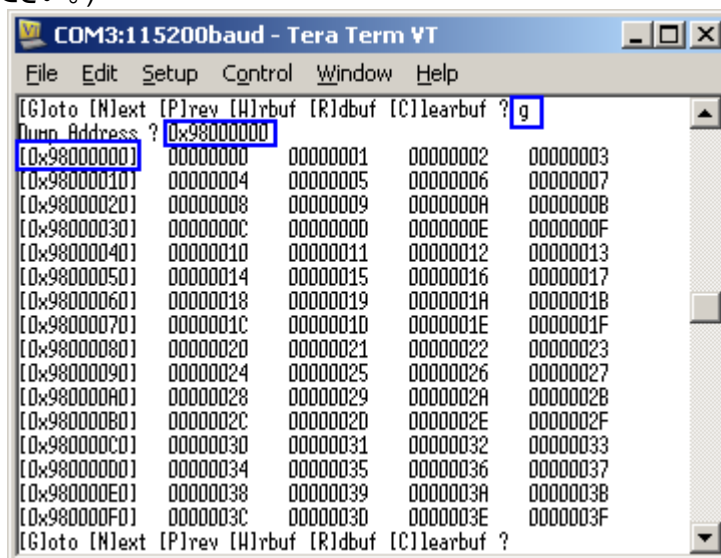 ください。)
COM3:115200baud - Tera Term VT
File Edit Setup Control Window Help
[G]oto [N]ext [P]rev [W]rbuf [R]dbuf [C]learbuf ? g
Dump Address ? 0x98000000
[0x98000000] 00000000 00000001 00000002 00000003
[0x98000010] 00000004 00000005 00000006 00000007
[0x98000020] 00000008 00000009 0000000A 0000000B
[0x98000030] 0000000C 0000000D 0000000E 0000000F
[0x98000040] 00000010 00000011 00000012 00000013
[0x98000050] 00000014 00000015 00000016 00000017
[0x98000060] 00000018 00000019 0000001A 0000001B
[0x98000070] 0000001C 0000001D 0000001E 0000001F
[0x98000080] 00000020 00000021 00000022 00000023
[0x98000090] 00000024 00000025 00000026 00000027
[0x980000A0] 00000028 00000029 0000002A 0000002B
[0x980000B0] 0000002C 0000002D 0000002E 0000002F
[0x980000C0] 00000030 00000031 00000032 00000033
[0x980000D0] 00000034 00000035 00000036 00000037
[0x980000E0] 00000038 00000039 0000003A 0000003B
[0x980000F0] 0000003C 0000003D 0000003E 0000003F
[G]oto [N]ext [P]rev [W]rbuf [R]dbuf [C]learbuf ?